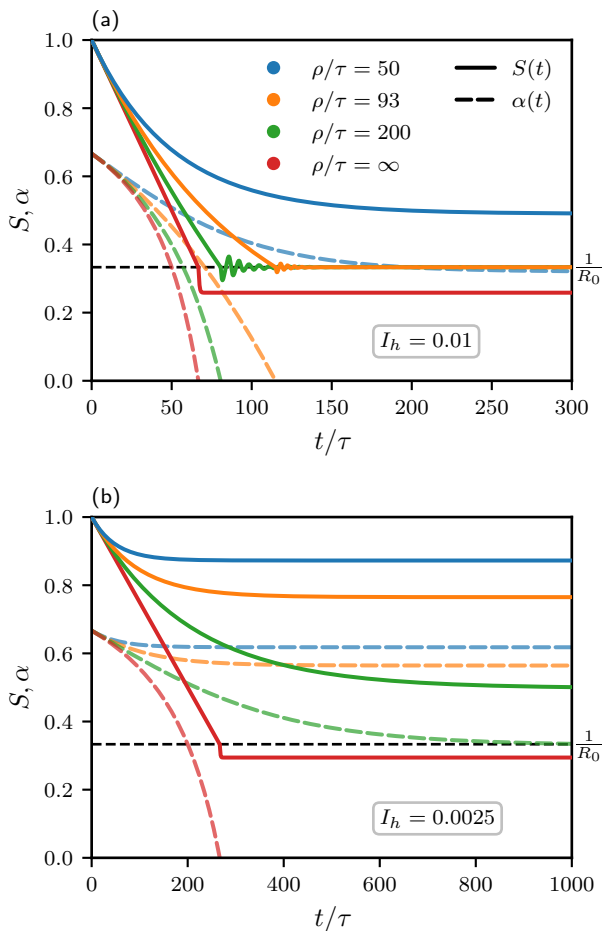 (a)
1.0
0.8
0.6
0.4
0.2
0.0
S, α
ρ/τ = 50
ρ/τ = 93
ρ/τ = 200
ρ/τ = ∞
S(t)
α(t)
1/R₀
I_h = 0.01
0 50 100 150 200 250 300
t/τ
(b)
1.0
0.8
0.6
0.4
0.2
0.0
S, α
1/R₀
I_h = 0.0025
0 200 400 600 800 1000
t/τ